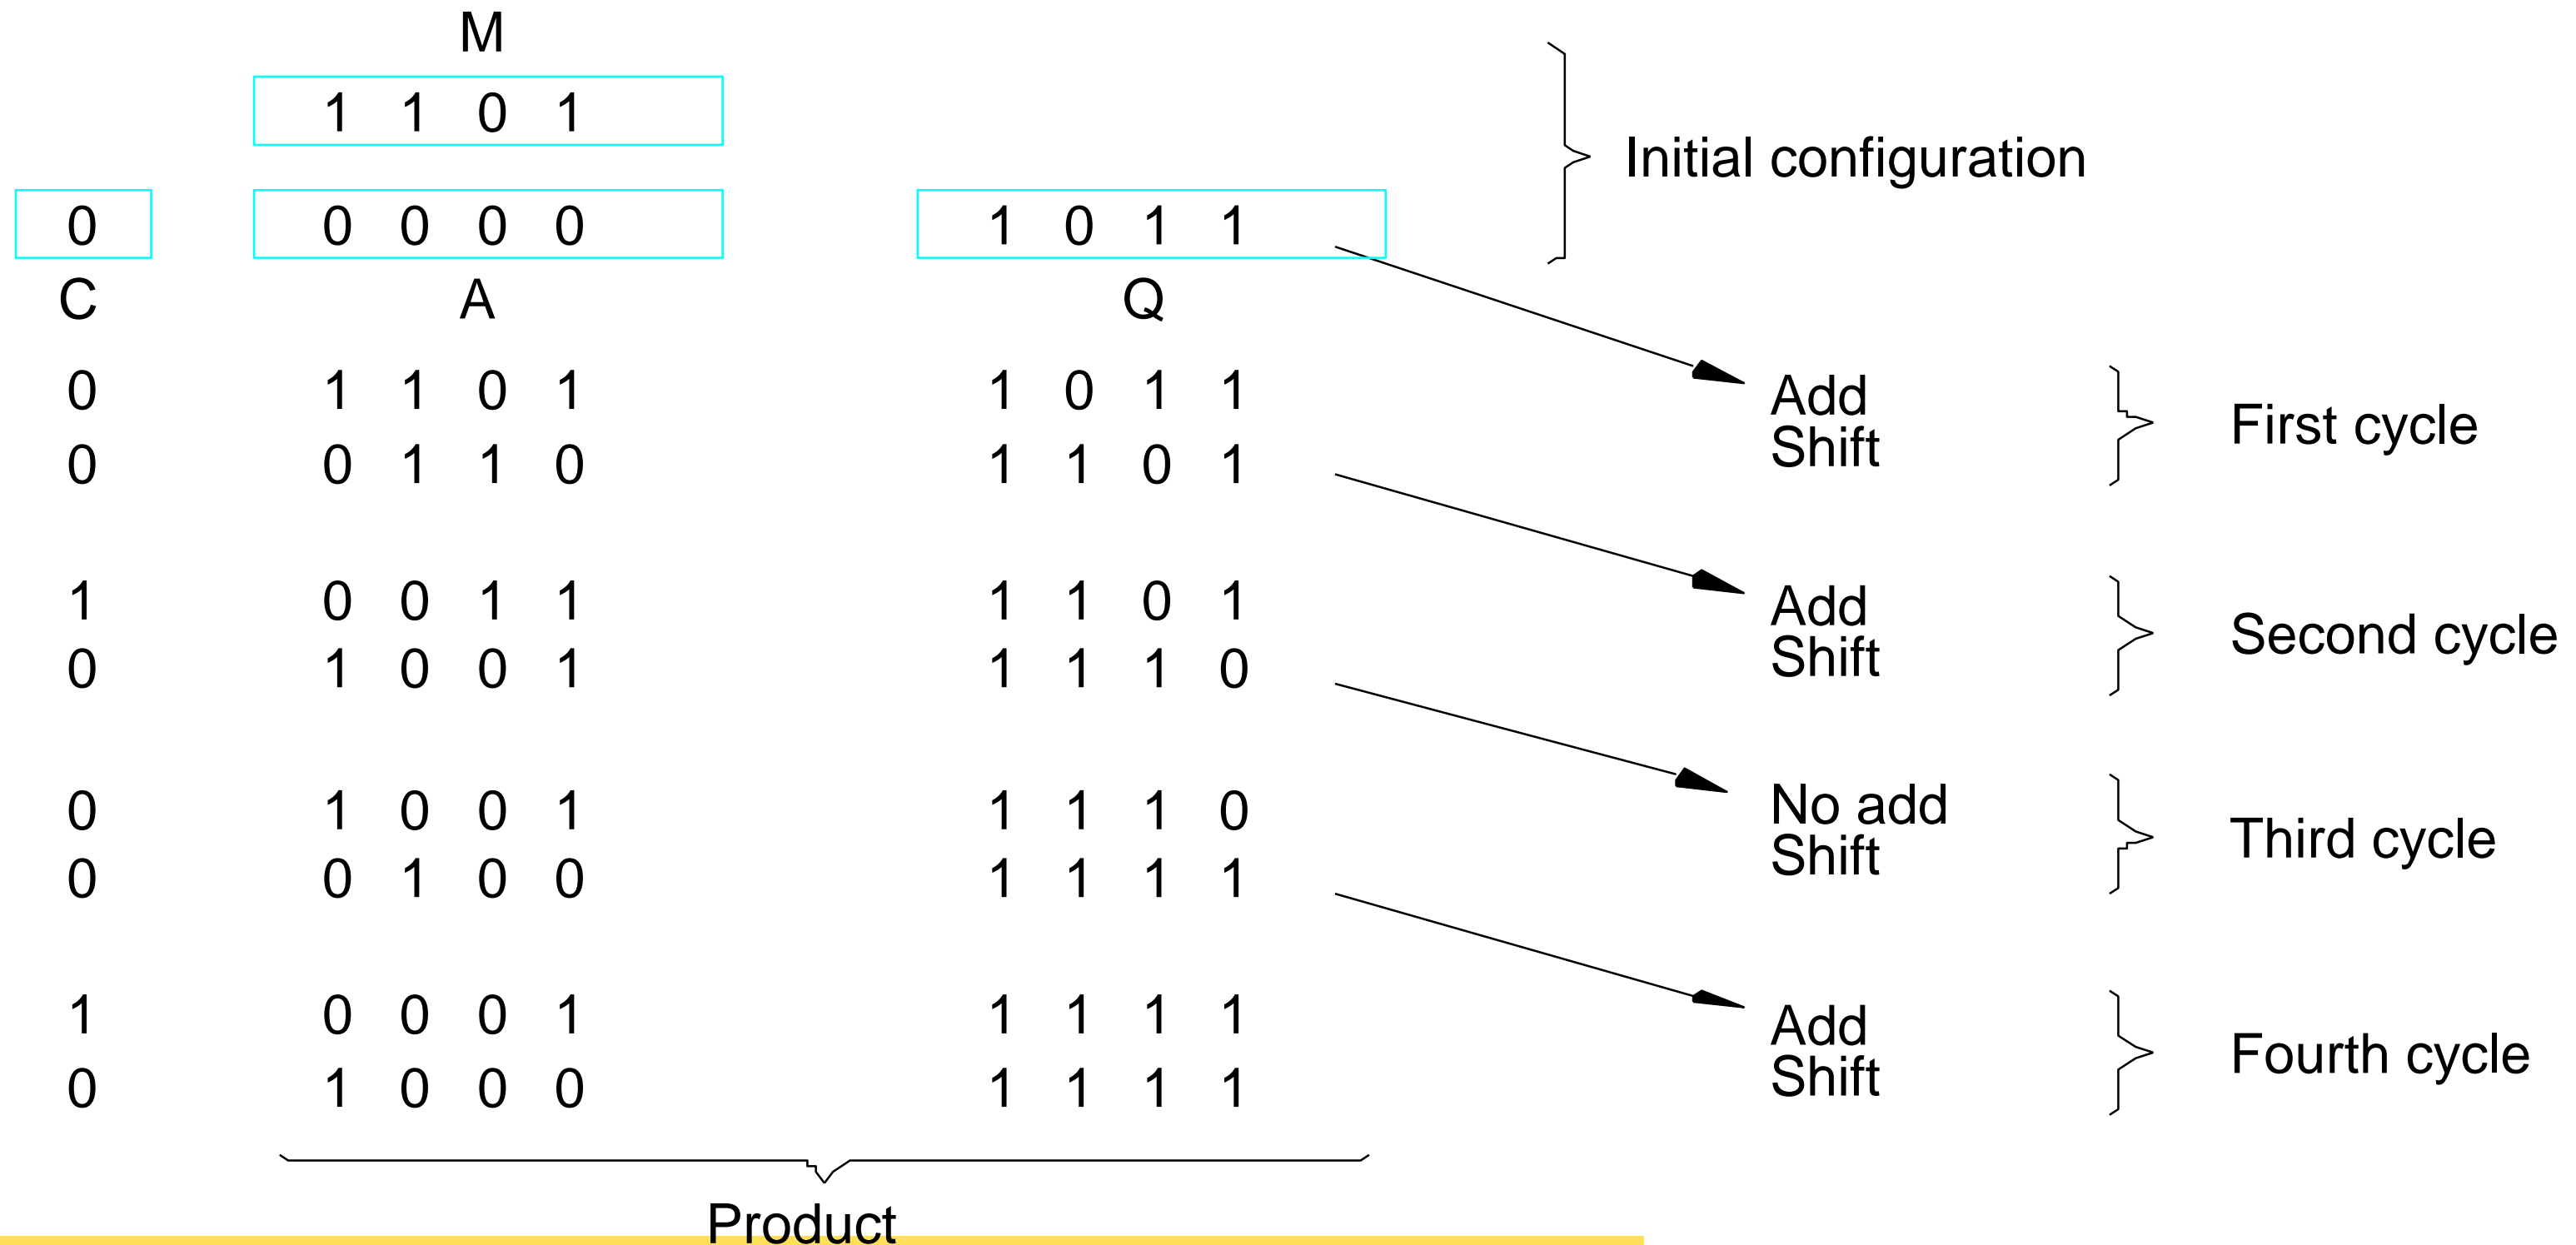 M
1 1 0 1
Initial configuration
0 0 0 0 0 1 0 1 1
C A Q
0 1 1 0 1 1 0 1 1 Add
0 0 1 1 0 1 1 0 1 Shift
First cycle
1 0 0 1 1 1 1 0 1 Add
0 1 0 0 1 1 1 1 0 Shift
Second cycle
0 1 0 0 1 1 1 1 0 No add
0 0 1 0 0 1 1 1 1 Shift
Third cycle
1 0 0 0 1 1 1 1 1 Add
0 1 0 0 0 1 1 1 1 Shift
Fourth cycle
Product